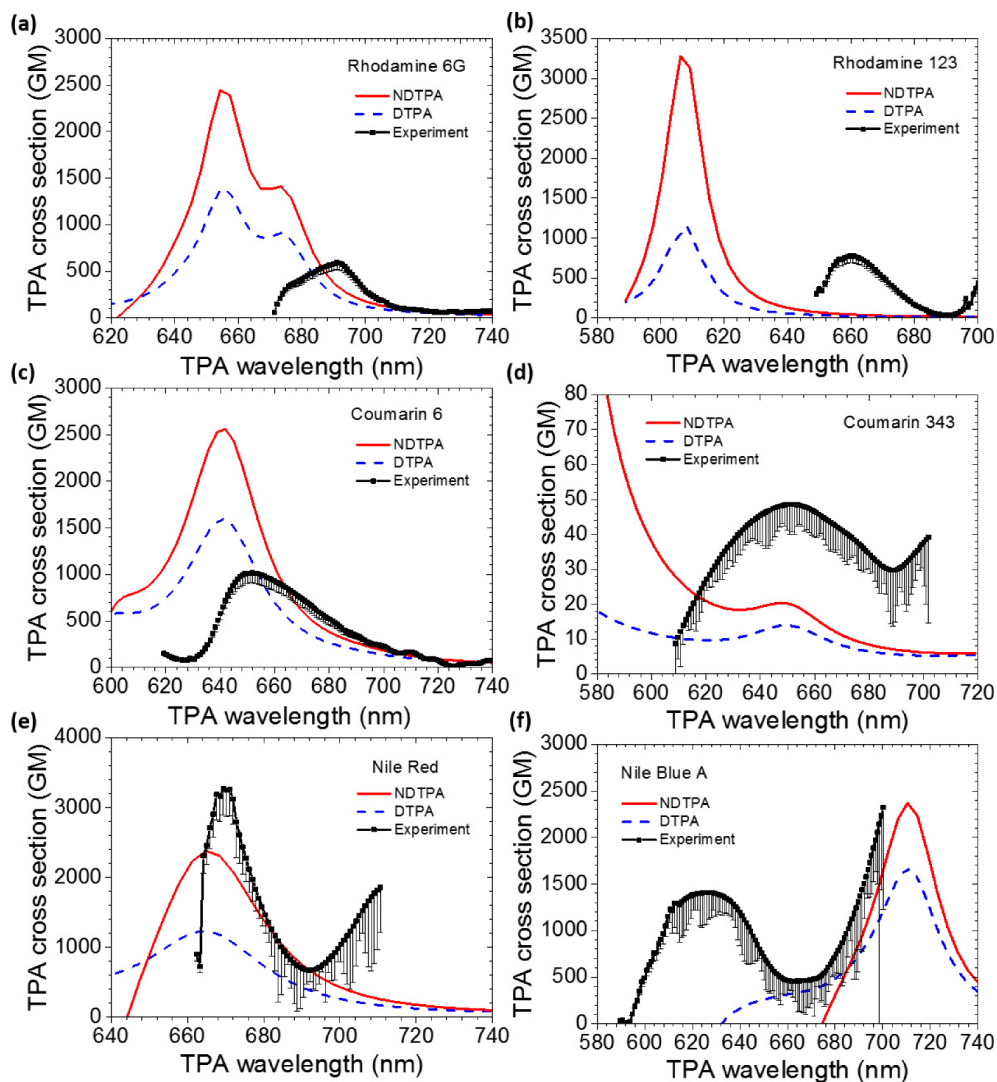 (a)
Rhodamine 6G
NDTPA
DTPA
Experiment
3000
2500
2000
1500
1000
500
0
TPA cross section (GM)
620 640 660 680 700 720 740
TPA wavelength (nm)
(b)
Rhodamine 123
NDTPA
DTPA
Experiment
3500
3000
2500
2000
1500
1000
500
0
TPA cross section (GM)
580 600 620 640 660 680 700
TPA wavelength (nm)
(c)
Coumarin 6
NDTPA
DTPA
Experiment
3000
2500
2000
1500
1000
500
0
TPA cross section (GM)
600 620 640 660 680 700 720 740
TPA wavelength (nm)
(d)
Coumarin 343
NDTPA
DTPA
Experiment
80
70
60
50
40
30
20
10
0
TPA cross section (GM)
580 600 620 640 660 680 700 720
TPA wavelength (nm)
(e)
Nile Red
NDTPA
DTPA
Experiment
4000
3000
2000
1000
0
TPA cross section (GM)
640 660 680 700 720 740
TPA wavelength (nm)
(f)
Nile Blue A
NDTPA
DTPA
Experiment
3000
2500
2000
1500
1000
500
0
TPA cross section (GM)
580 600 620 640 660 680 700 720 740
TPA wavelength (nm)